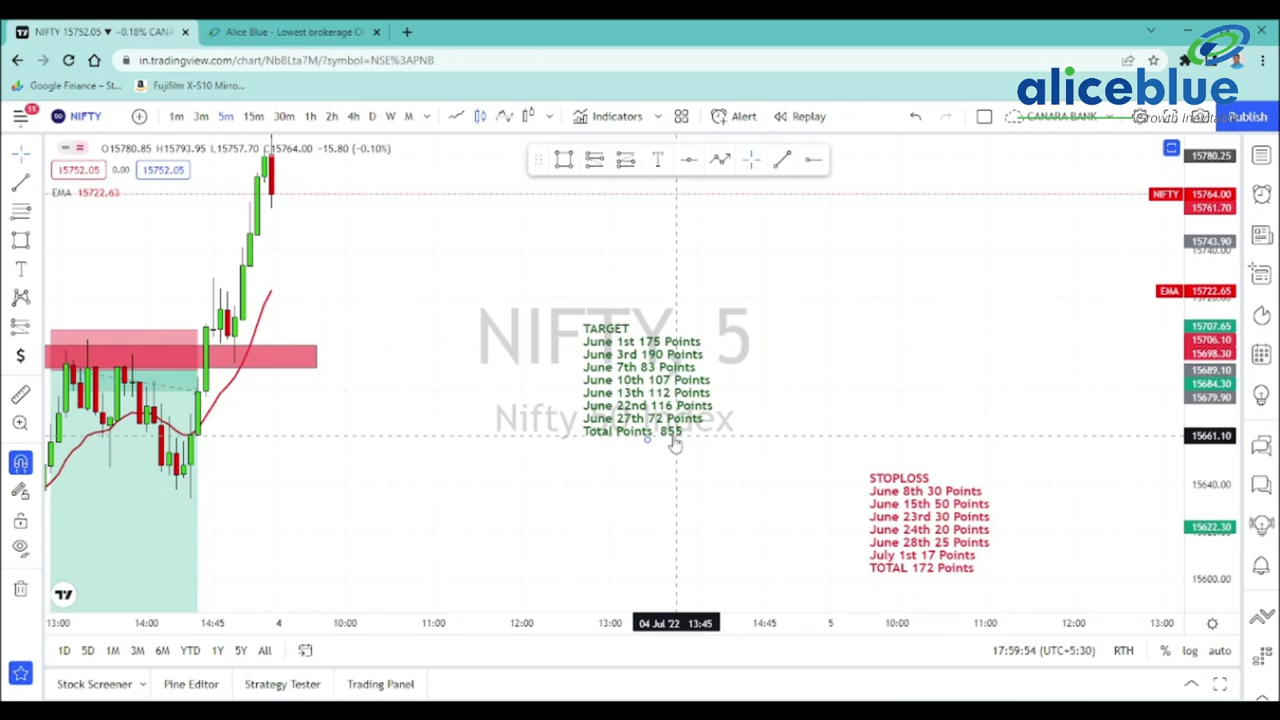 NIFTY 15752.05 ▼ −0.18% CANA
Alice Blue - Lowest brokerage
in.tradingview.com/chart/NbBLta7M/?symbol=NSE%3APNB
Google Finance – St...
Fujifilm X-S10 Mirro...
aliceblue
11
NIFTY
1m 3m 5m 15m 30m 1h 2h 4h D W M
Indicators
Alert
Replay
CANARA BANK
Publish
O15780.85 H15793.95 L15757.70 C15764.00 −15.80 (−0.10%)
15752.05 0.00 15752.05
EMA 15722.63
15780.25
NIFTY 15764.00
15761.70
15743.90
15740.00
EMA 15722.65
15707.65
15706.10
15698.30
15689.10
15684.30
15679.90
15661.10
15640.00
15622.30
15600.00
NIFTY 5
TARGET
June 1st 175 Points
June 3rd 190 Points
June 7th 83 Points
June 10th 107 Points
June 13th 112 Points
June 22nd 116 Points
June 27th 72 Points
Total Points 855
STOPLOSS
June 8th 30 Points
June 15th 50 Points
June 23rd 30 Points
June 24th 20 Points
June 28th 25 Points
July 1st 17 Points
TOTAL 172 Points
13:00 14:00 14:45 4 10:00 11:00 12:00 13:00 04 Jul '22 13:45 14:45 5 10:00 11:00 12:00 13:00
1D 5D 1M 3M 6M YTD 1Y 5Y All
17:59:54 (UTC+5:30) RTH % log auto
Stock Screener Pine Editor Strategy Tester Trading Panel